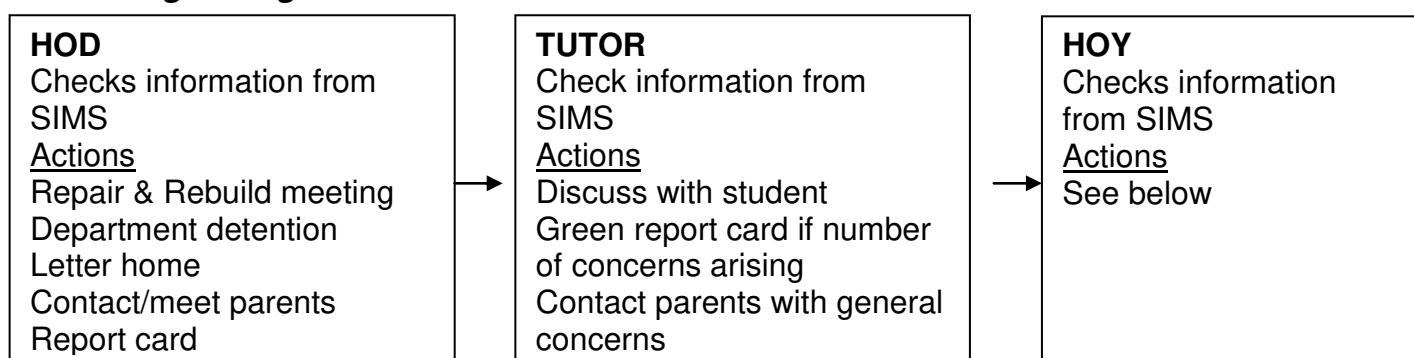 HOD
Checks information from
SIMS
Actions
Repair & Rebuild meeting
Department detention
Letter home
Contact/meet parents
Report card
TUTOR
Check information from
SIMS
Actions
Discuss with student
Green report card if number
of concerns arising
Contact parents with general
concerns
HOY
Checks information
from SIMS
Actions
See below